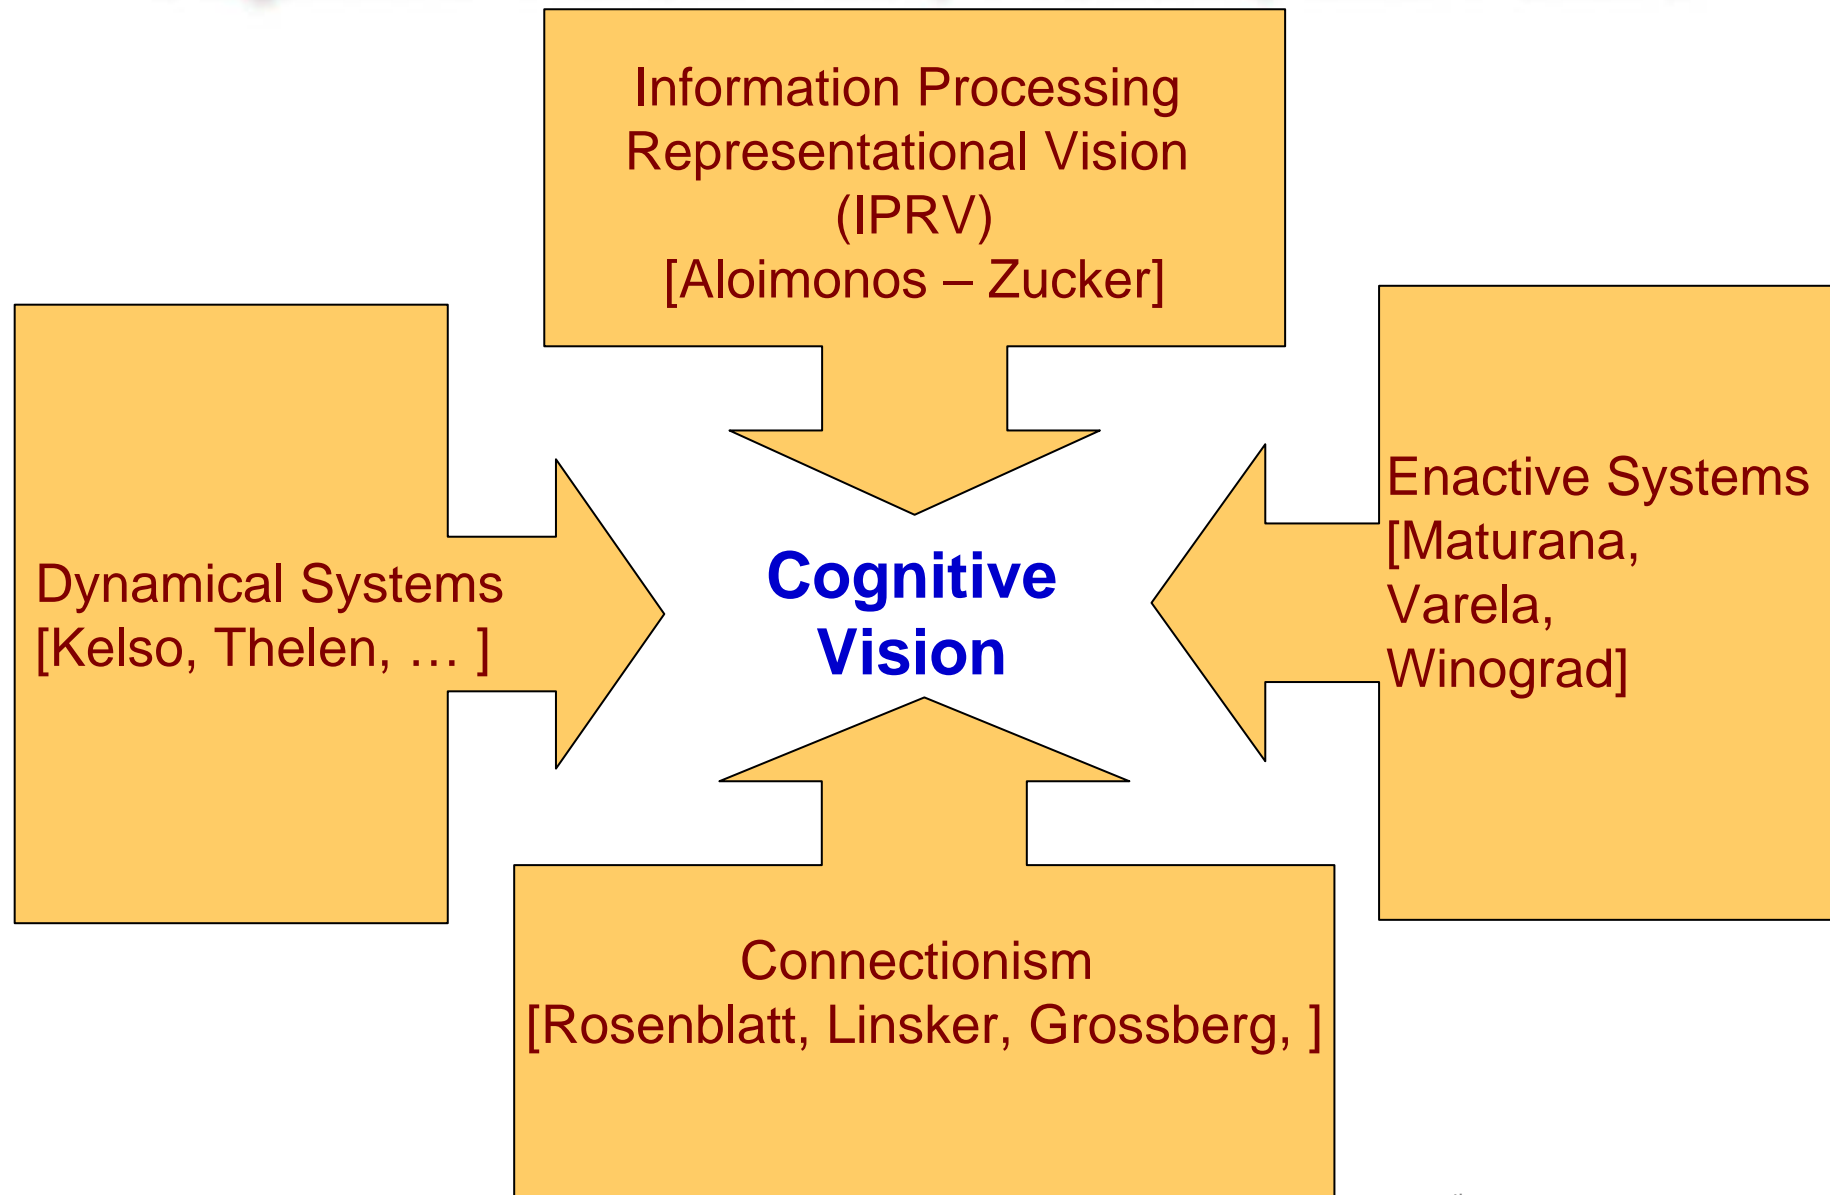 Information Processing
Representational Vision
(IPRV)
[Aloimonos – Zucker]
Dynamical Systems
[Kelso, Thelen, … ]
Cognitive
Vision
Enactive Systems
[Maturana,
Varela,
Winograd]
Connectionism
[Rosenblatt, Linsker, Grossberg, ]